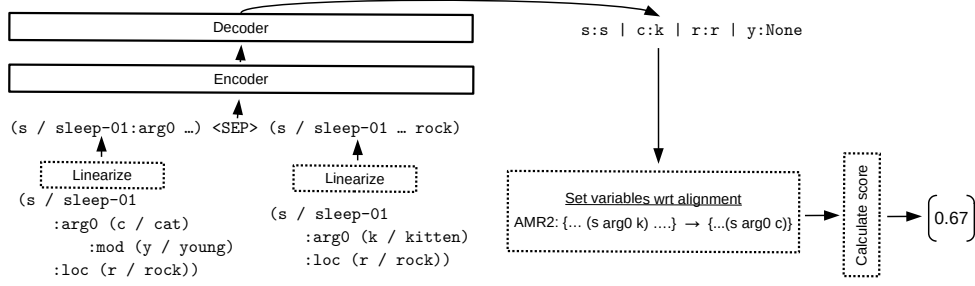 Decoder
s:s | c:k | r:r | y:None
Encoder
(s / sleep-01:arg0 …) <SEP> (s / sleep-01 … rock)
Linearize
Linearize
(s / sleep-01
:arg0 (c / cat)
:mod (y / young)
:loc (r / rock))
(s / sleep-01
:arg0 (k / kitten)
:loc (r / rock))
Set variables wrt alignment
AMR2: {… (s arg0 k) ….} → {...(s arg0 c)}
Calculate score
0.67